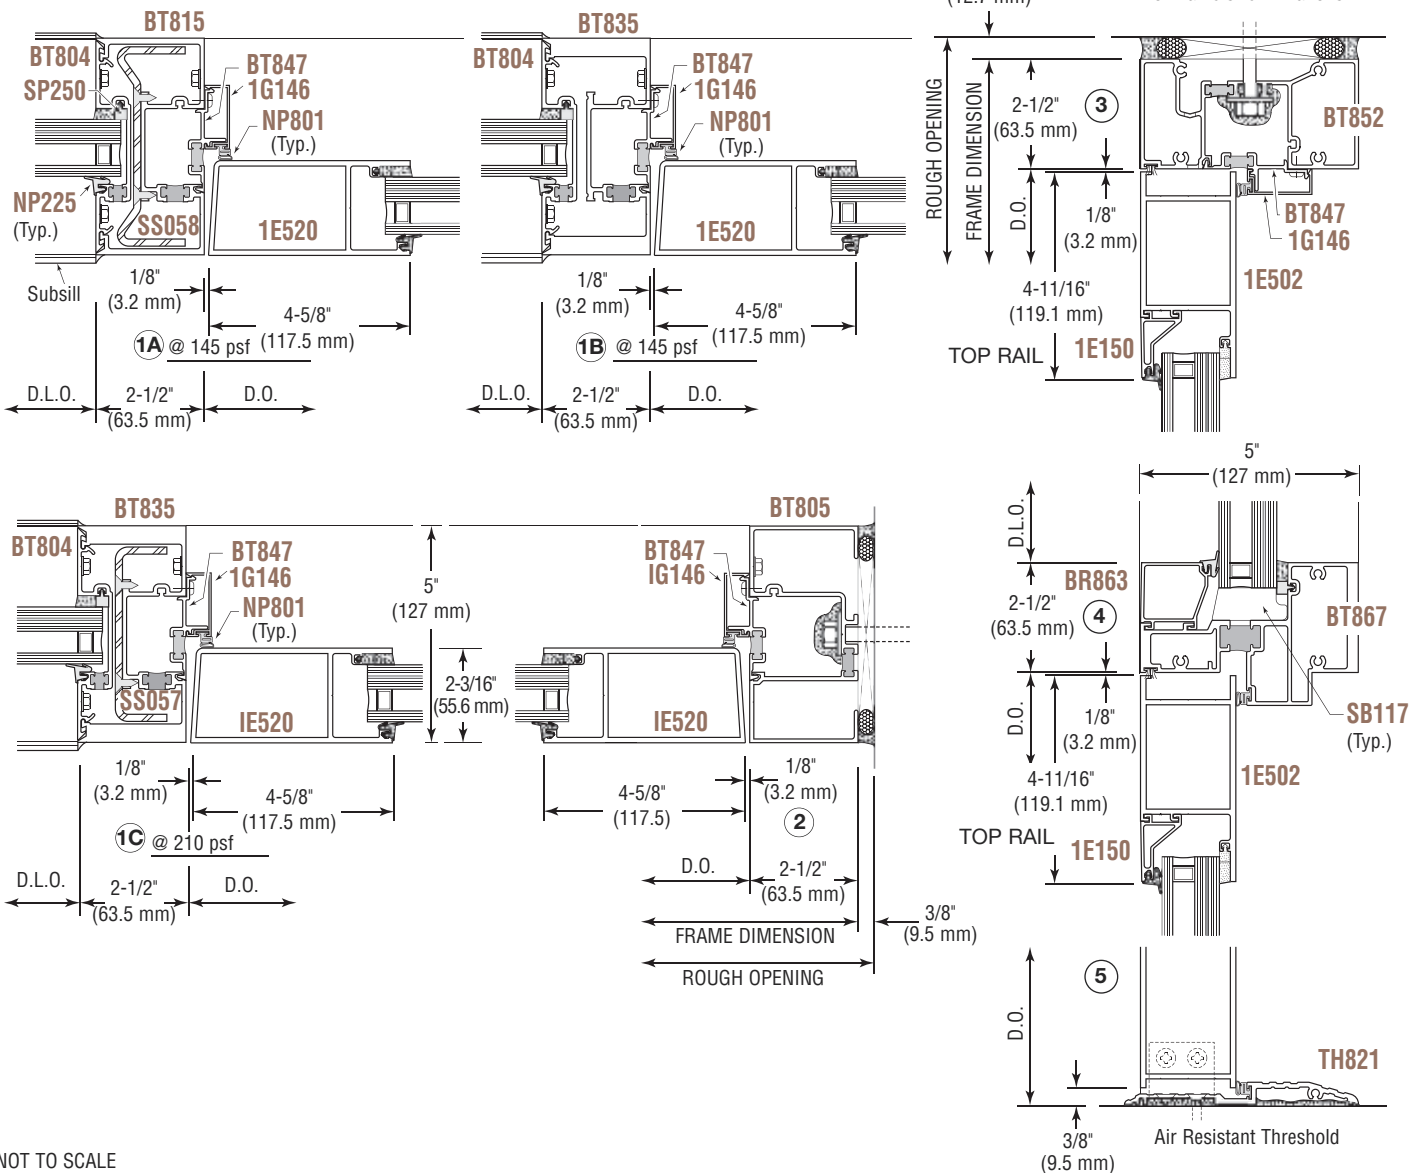 BT815
BT804
SP250
BT847
1G146
NP801
(Typ.)
NP225
(Typ.)
SS058
1E520
Subsill
1/8"
(3.2 mm)
4-5/8"
(117.5 mm)
1A @ 145 psf
D.L.O.
2-1/2"
(63.5 mm)
D.O.
BT835
BT804
BT847
1G146
NP801
(Typ.)
1E520
1/8"
(3.2 mm)
4-5/8"
(117.5 mm)
1B @ 145 psf
D.L.O.
2-1/2"
(63.5 mm)
D.O.
(12.7 mm)
ROUGH OPENING
FRAME DIMENSION
2-1/2"
(63.5 mm)
3
BT852
D.O.
1/8"
(3.2 mm)
BT847
1G146
1E502
4-11/16"
(119.1 mm)
TOP RAIL
1E150
BT835
BT804
BT847
1G146
NP801
(Typ.)
SS057
IE520
5"
(127 mm)
2-3/16"
(55.6 mm)
1/8"
(3.2 mm)
4-5/8"
(117.5 mm)
1C @ 210 psf
D.L.O.
2-1/2"
(63.5 mm)
D.O.
BT805
BT847
IG146
IE520
4-5/8"
(117.5)
1/8"
(3.2 mm)
2
D.O.
2-1/2"
(63.5 mm)
3/8"
(9.5 mm)
FRAME DIMENSION
ROUGH OPENING
5"
(127 mm)
D.L.O.
BR863
2-1/2"
(63.5 mm)
4
BT867
D.O.
1/8"
(3.2 mm)
SB117
(Typ.)
4-11/16"
(119.1 mm)
1E502
TOP RAIL
1E150
5
D.O.
TH821
3/8"
(9.5 mm)
Air Resistant Threshold
NOT TO SCALE